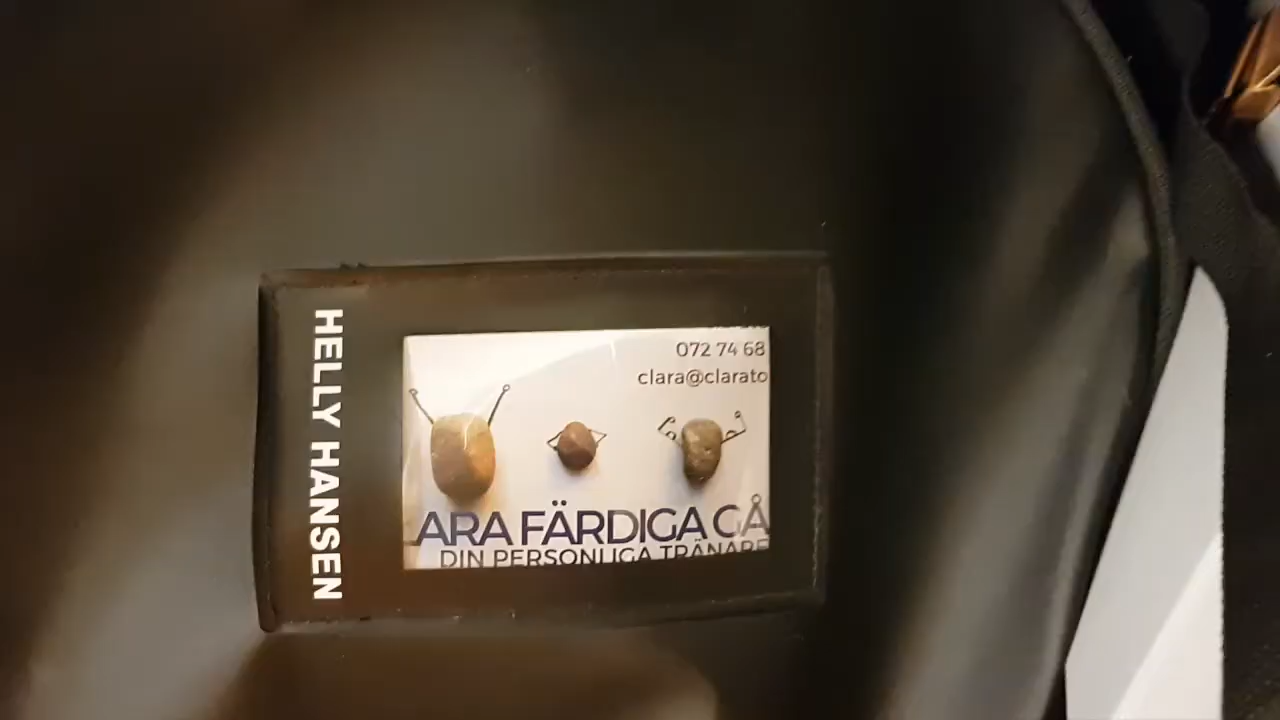 HELLY HANSEN
072 74 68
clara@clarato
ARA FÄRDIGA GÅ
DIN PERSONLIGA TRÄNARE